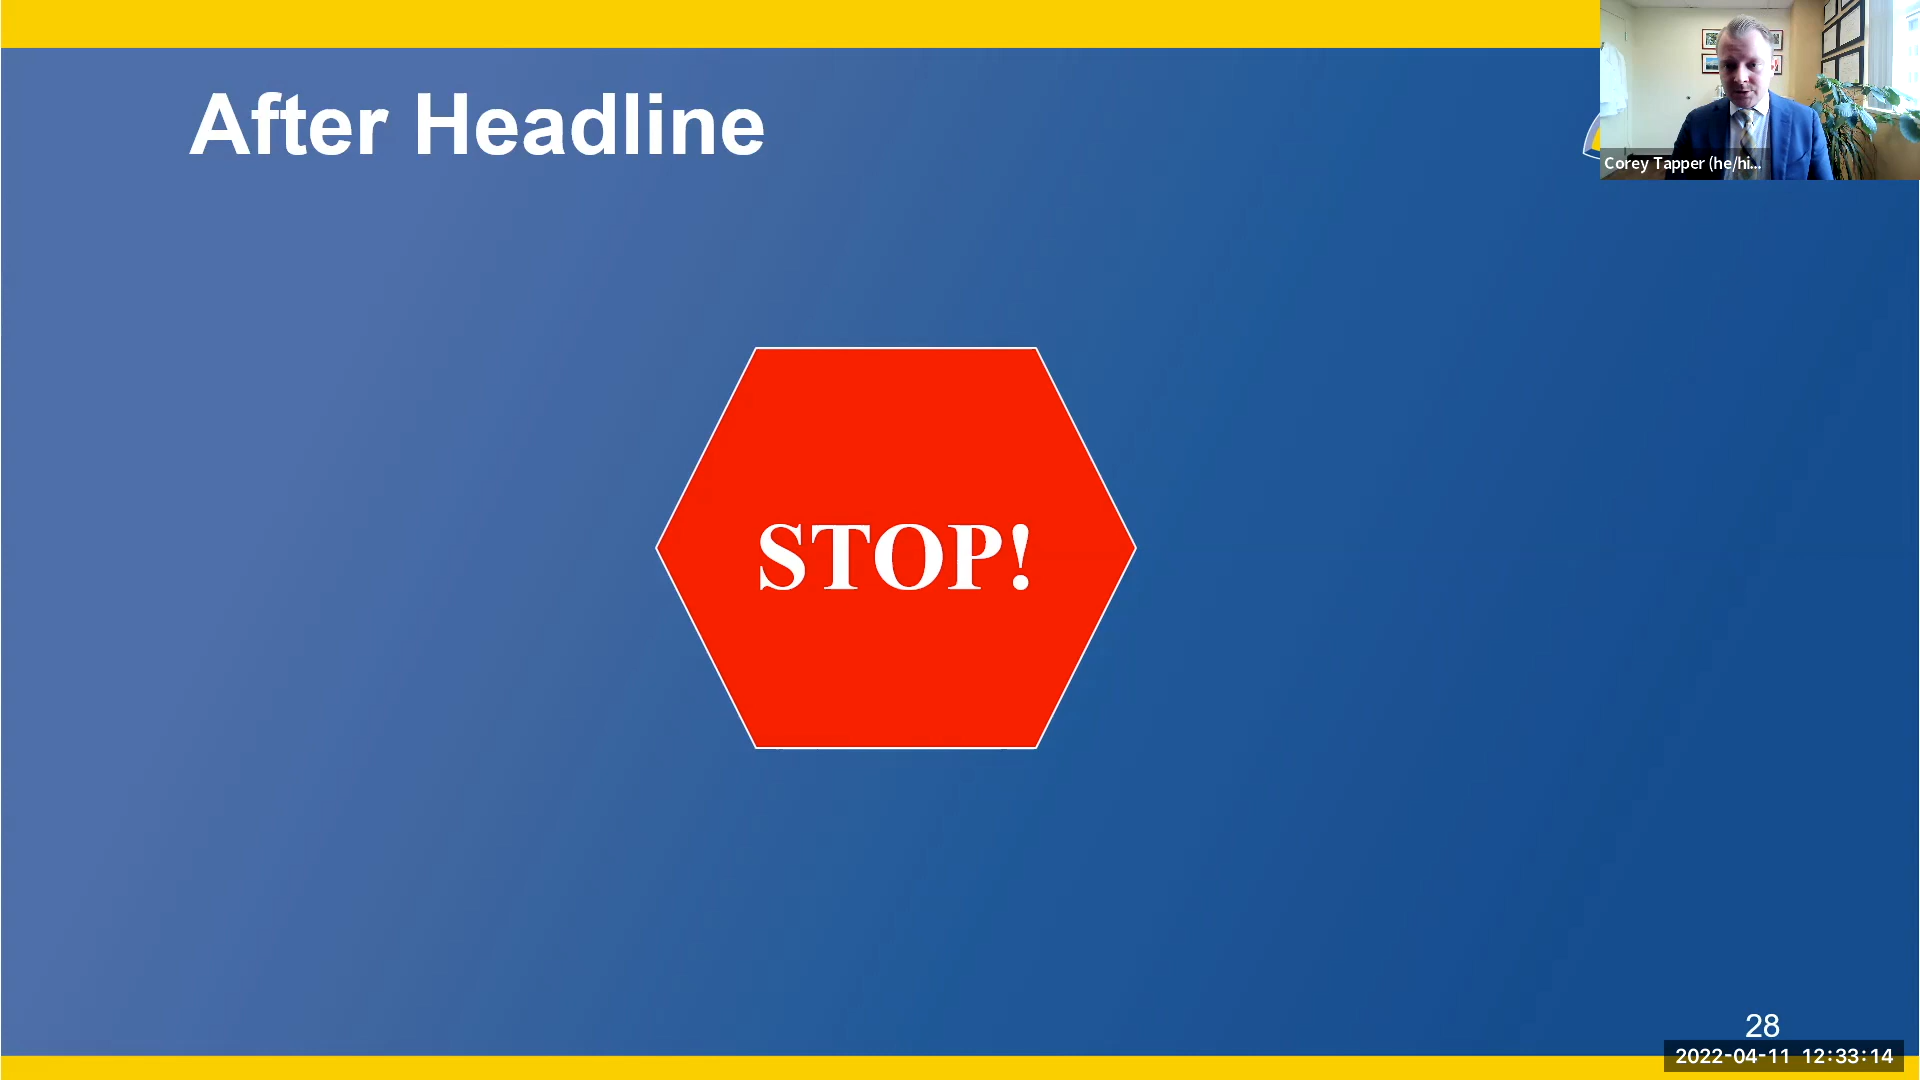 After Headline
Corey Tapper (he/hi...
STOP!
28
2022-04-11 12:33:14